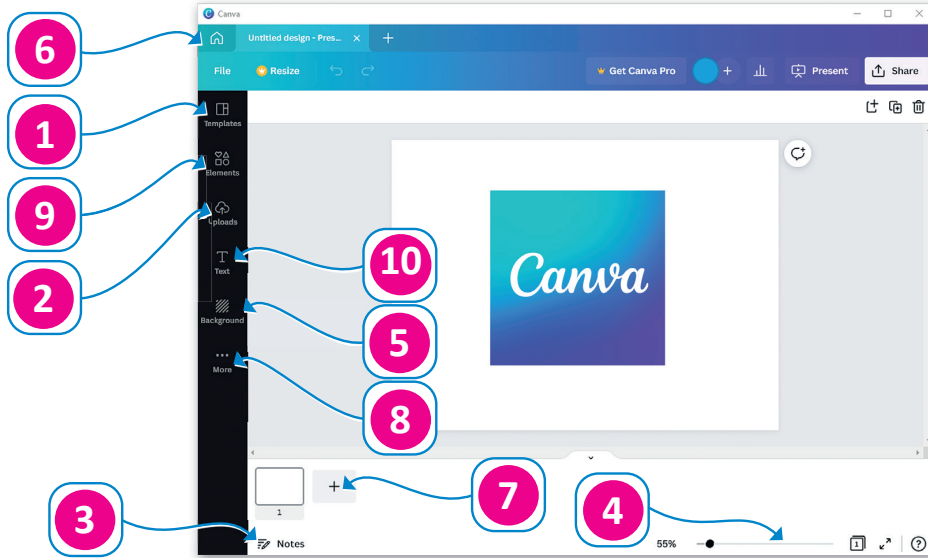 Canva
6
Untitled design - Pres...
File
Resize
Get Canva Pro
Present
Share
1
Templates
9
Elements
2
Uploads
10
Text
Canva
5
Background
8
More
7
1
3
Notes
4
55%
1